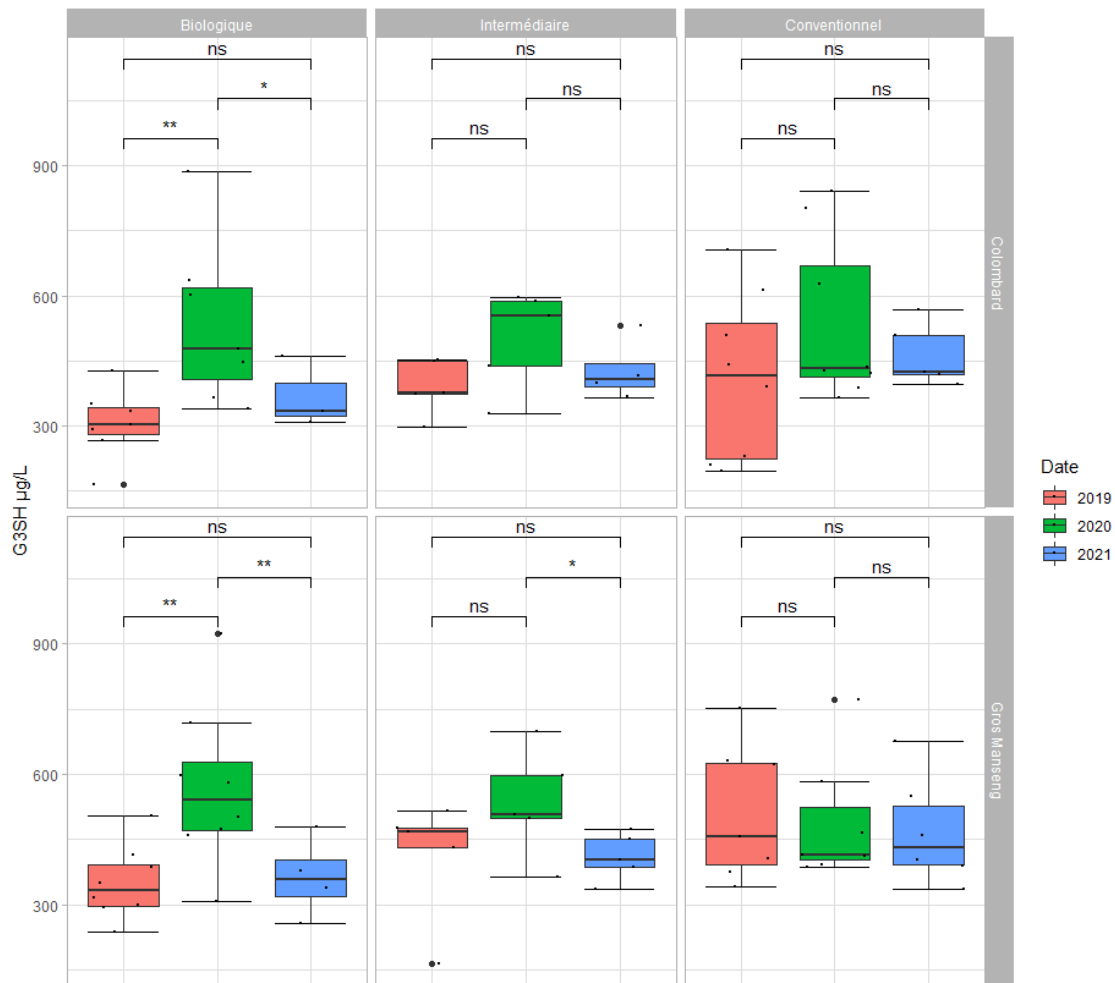 Biologique
Intermédiaire
Conventionnel
ns
*
**
ns
ns
ns
ns
ns
ns
900
600
300
Colombard
G3SH µg/L
Date
2019
2020
2021
ns
**
**
ns
*
ns
ns
ns
ns
900
600
300
Gros Manseng